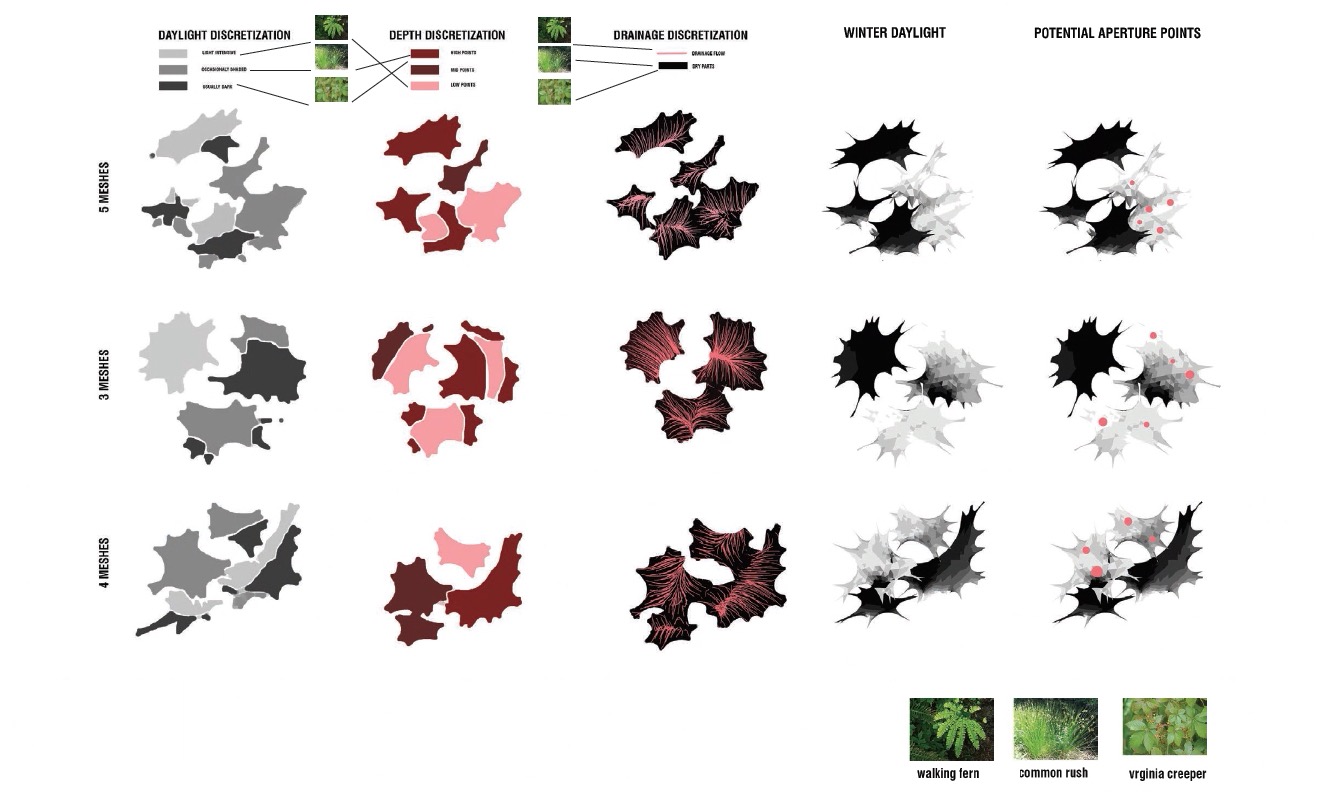 DAYLIGHT DISCRETIZATION
LIGHT INTENSIVE
OCCASIONALY SHADED
USUALLY DARK
DEPTH DISCRETIZATION
HIGH POINTS
MID POINTS
LOW POINTS
DRAINAGE DISCRETIZATION
DRAINAGE FLOW
DRY PARTS
WINTER DAYLIGHT
POTENTIAL APERTURE POINTS
5 MESHES
3 MESHES
4 MESHES
walking fern
common rush
vrginia creeper